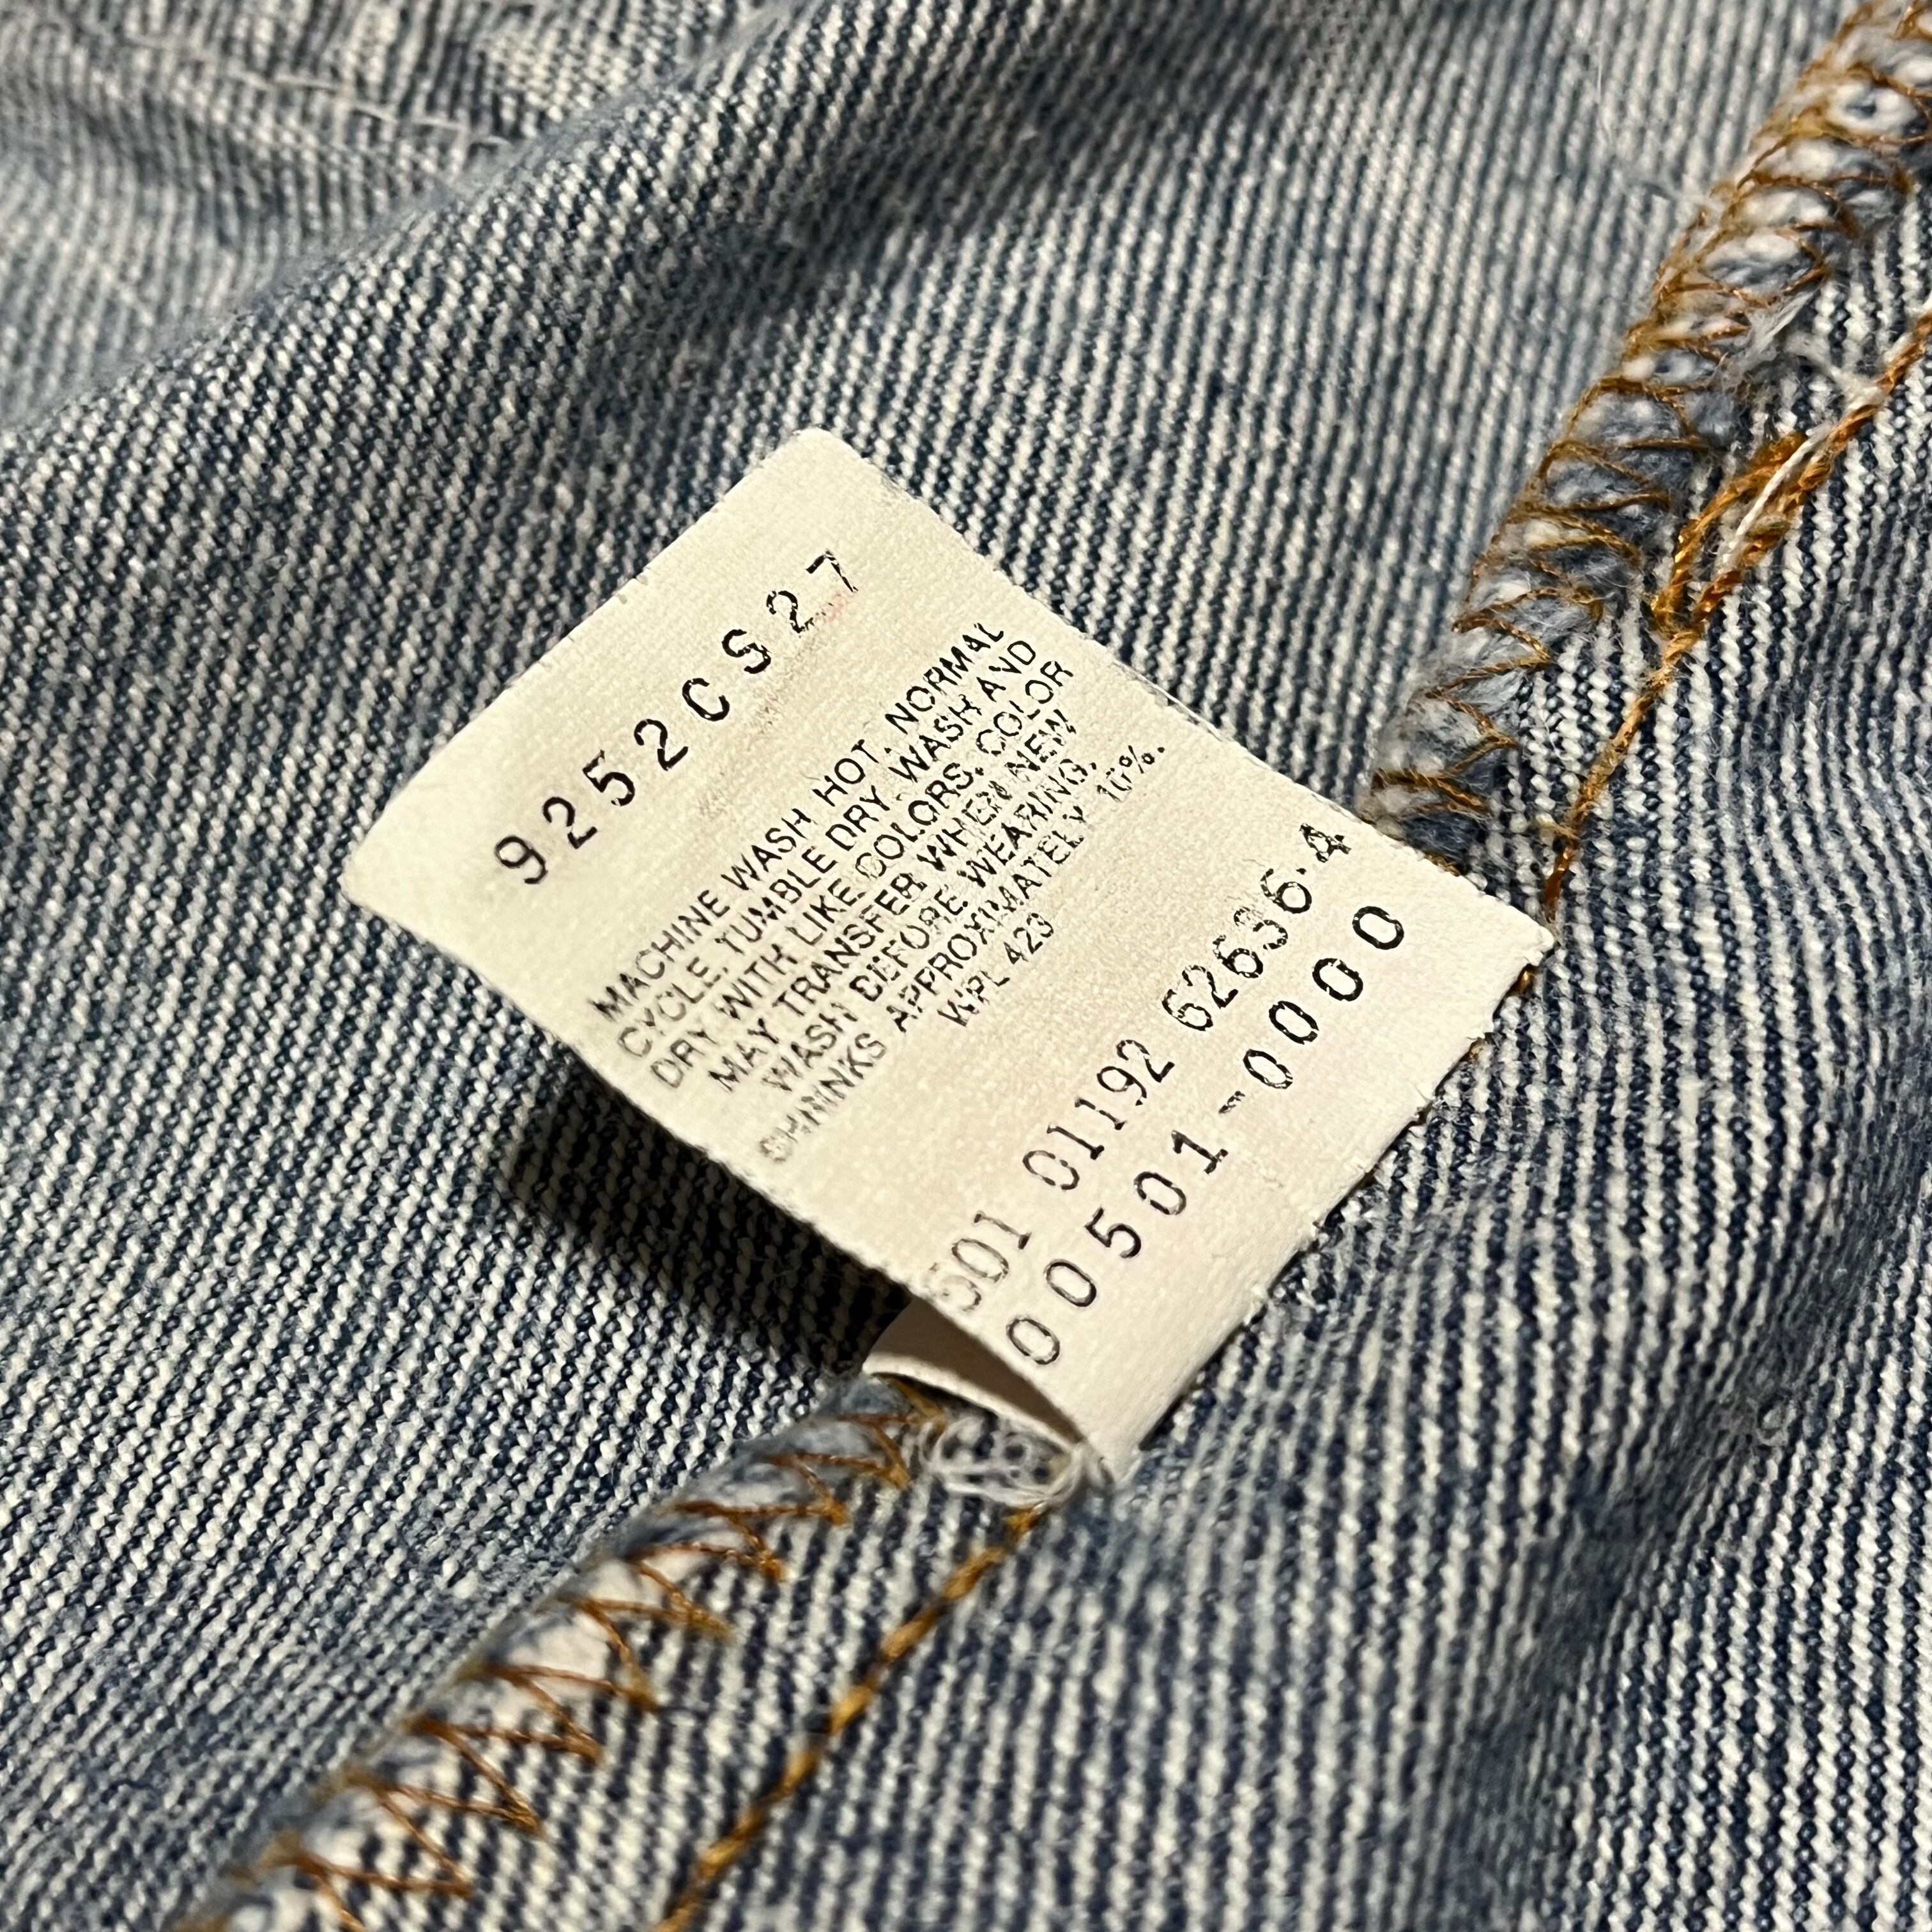 9252CS27
MACHINE WASH HOT, NORMAL
CYCLE. TUMBLE DRY. WASH AND
DRY WITH LIKE COLORS. COLOR
MAY TRANSFER WHEN NEW
WASH BEFORE WEARING.
SHRINKS APPROXIMATELY 10%.
WPL 423
501 01192 62636.4
00501-0000